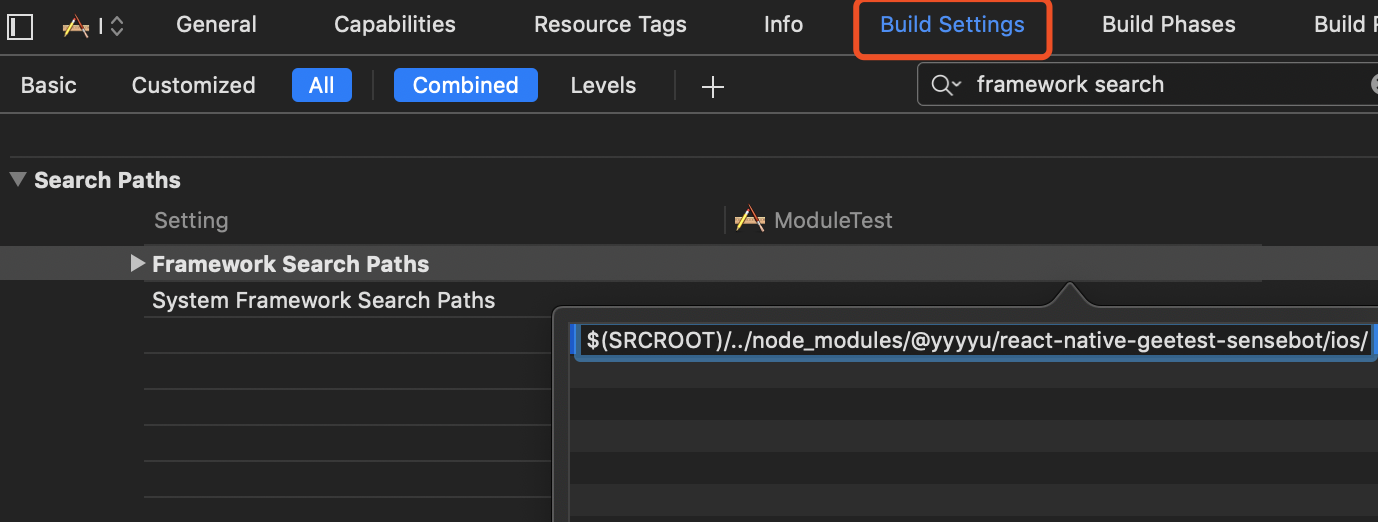 General Capabilities Resource Tags Info Build Settings Build Phases Build
Basic Customized All Combined Levels + framework search
Search Paths
Setting ModuleTest
Framework Search Paths
System Framework Search Paths
$(SRCROOT)/../node_modules/@yyyyu/react-native-geetest-sensebot/ios/